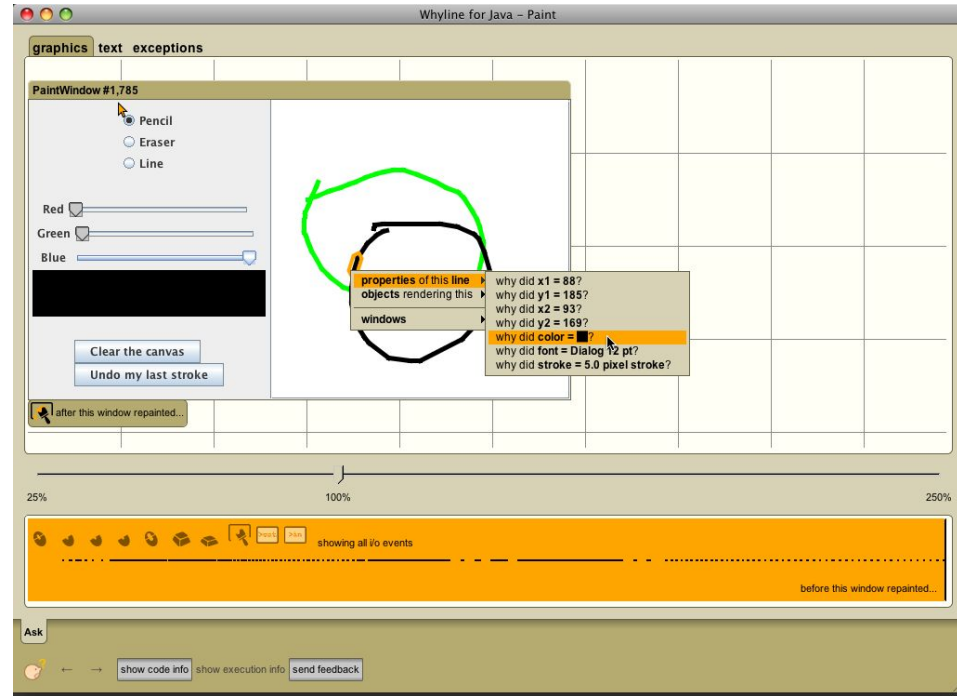 Whyline for Java – Paint
graphics text exceptions
PaintWindow #1,785
Pencil
Eraser
Line
Red
Green
Blue
Clear the canvas
Undo my last stroke
properties of this line
objects rendering this
windows
why did x1 = 88?
why did y1 = 185?
why did x2 = 93?
why did y2 = 169?
why did color = ?
why did font = Dialog 12 pt?
why did stroke = 5.0 pixel stroke?
after this window repainted...
25% 100% 250%
>out >in showing all i/o events
before this window repainted...
Ask
← → show code info show execution info send feedback